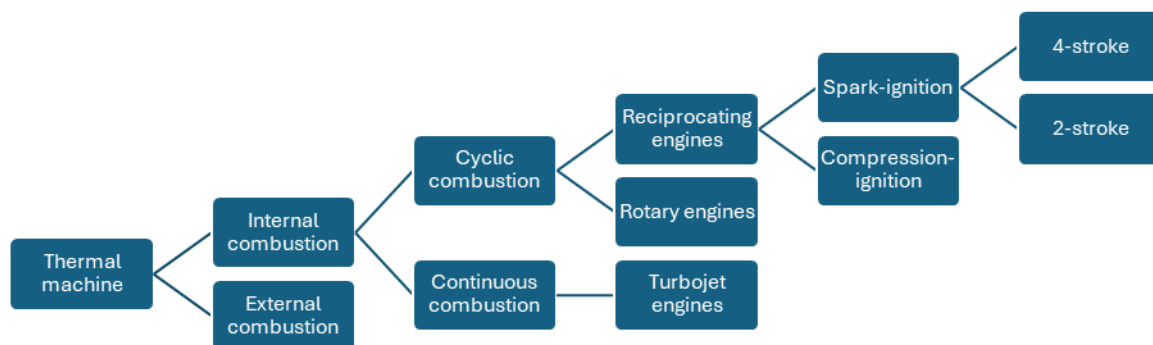 Thermal
machine
Internal
combustion
External
combustion
Cyclic
combustion
Continuous
combustion
Reciprocating
engines
Rotary engines
Turbojet
engines
Spark-ignition
Compression-
ignition
4-stroke
2-stroke